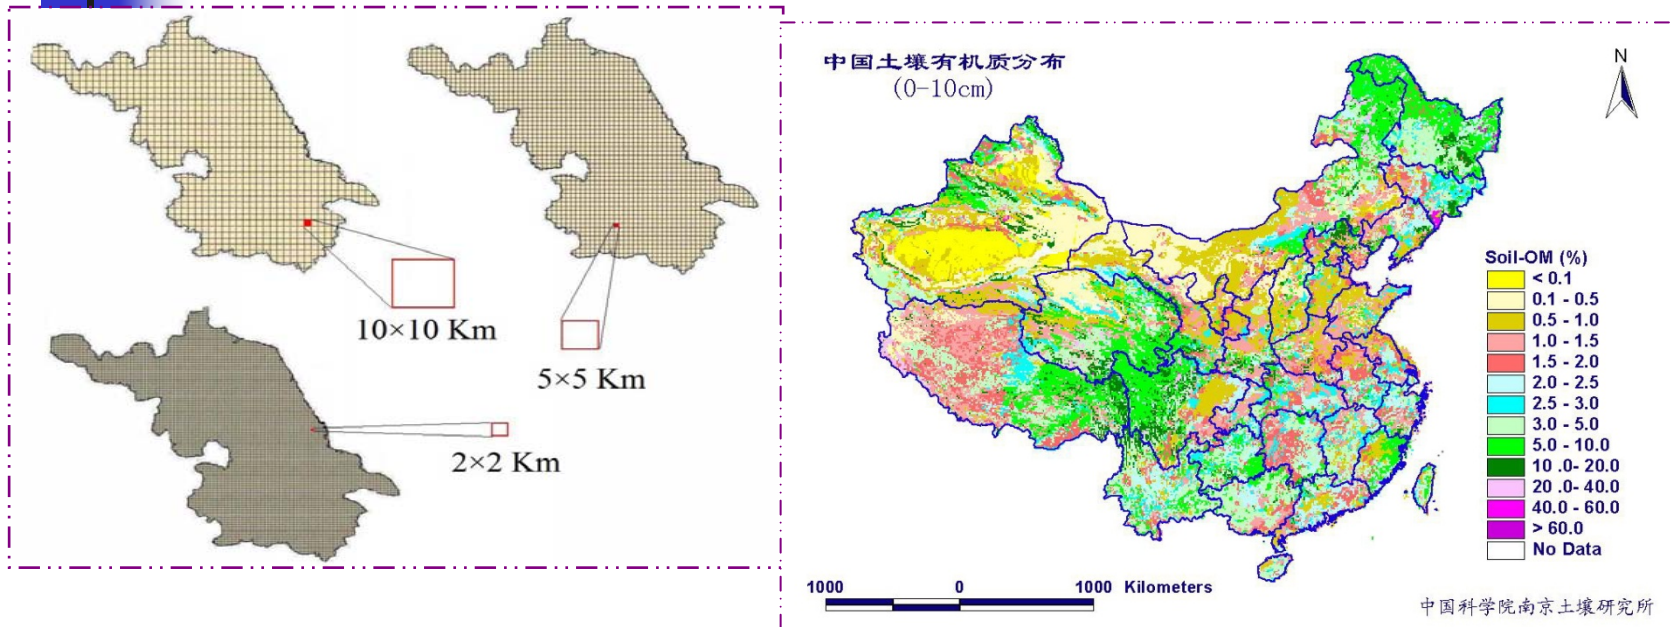 10×10 Km
5×5 Km
2×2 Km
中国土壤有机质分布
(0-10cm)
N
Soil-OM (%)
< 0.1
0.1 - 0.5
0.5 - 1.0
1.0 - 1.5
1.5 - 2.0
2.0 - 2.5
2.5 - 3.0
3.0 - 5.0
5.0 - 10.0
10 .0- 20.0
20 .0- 40.0
40.0 - 60.0
> 60.0
No Data
1000 0 1000 Kilometers
中国科学院南京土壤研究所